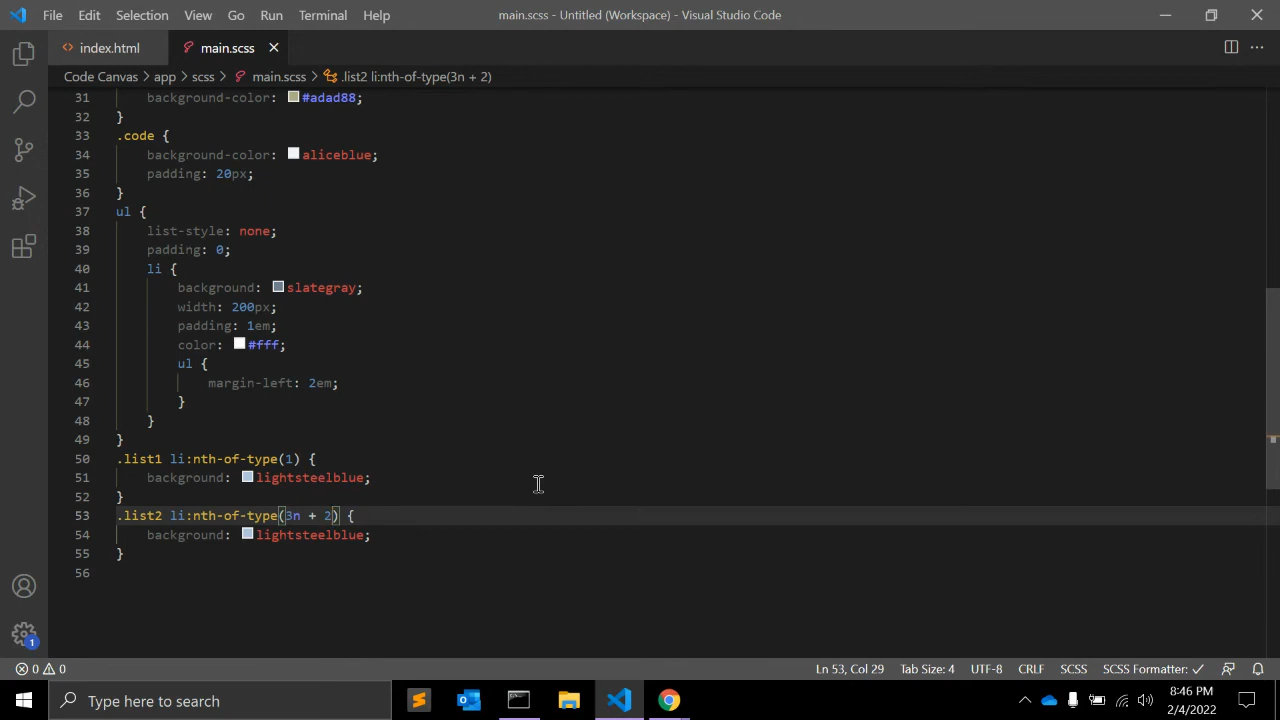 File Edit Selection View Go Run Terminal Help main.scss - Untitled (Workspace) - Visual Studio Code
index.html main.scss
Code Canvas > app > scss > main.scss > .list2 li:nth-of-type(3n + 2)
31 background-color: #adad88;
32 }
33 .code {
34 background-color: aliceblue;
35 padding: 20px;
36 }
37 ul {
38 list-style: none;
39 padding: 0;
40 li {
41 background: slategray;
42 width: 200px;
43 padding: 1em;
44 color: #fff;
45 ul {
46 margin-left: 2em;
47 }
48 }
49 }
50 .list1 li:nth-of-type(1) {
51 background: lightsteelblue;
52 }
53 .list2 li:nth-of-type(3n + 2) {
54 background: lightsteelblue;
55 }
56
1
0 0 Ln 53, Col 29 Tab Size: 4 UTF-8 CRLF SCSS SCSS Formatter: ✓
Type here to search
8:46 PM
2/4/2022